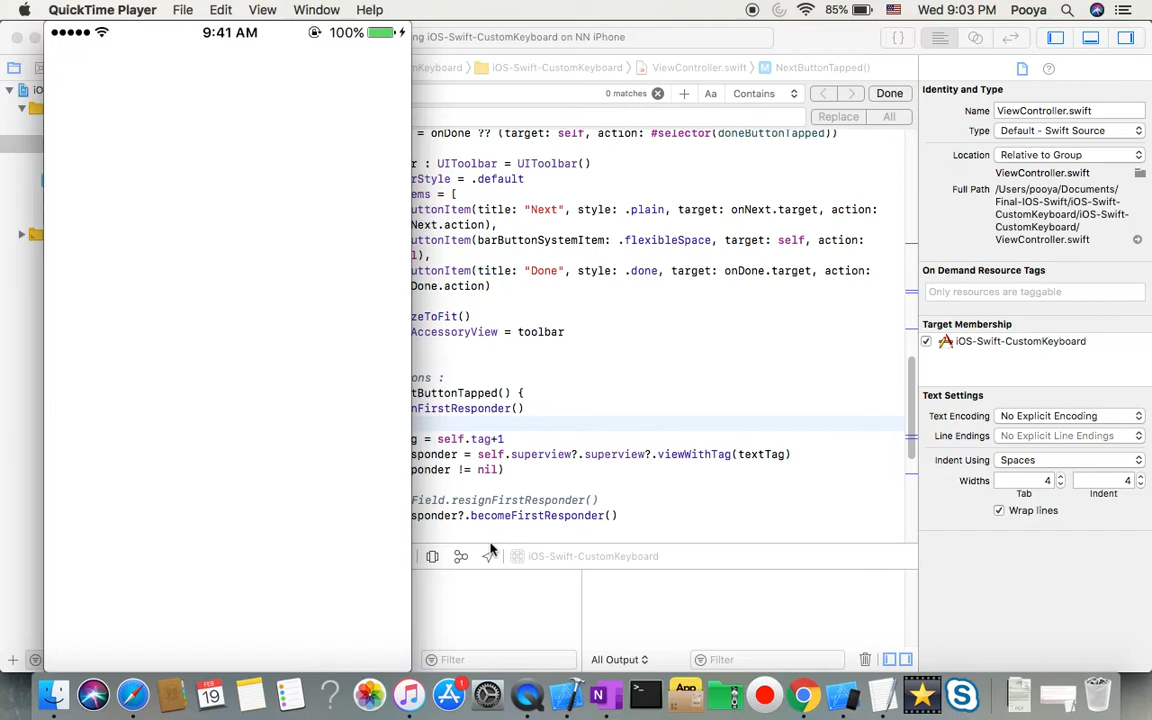 QuickTime Player File Edit View Window Help 85% Wed 9:03 PM Pooya
9:41 AM 100%
ng iOS-Swift-CustomKeyboard on NN iPhone
mKeyboard iOS-Swift-CustomKeyboard ViewController.swift M NextButtonTapped()
iO
0 matches Aa Contains Done
Replace All
= onDone ?? (target: self, action: #selector(doneButtonTapped))
r : UIToolbar = UIToolbar()
rStyle = .default
ems = [
uttonItem(title: "Next", style: .plain, target: onNext.target, action:
Next.action),
uttonItem(barButtonSystemItem: .flexibleSpace, target: self, action:
l),
uttonItem(title: "Done", style: .done, target: onDone.target, action:
Done.action)
zeToFit()
AccessoryView = toolbar
ons :
tButtonTapped() {
nFirstResponder()
g = self.tag+1
sponder = self.superview?.superview?.viewWithTag(textTag)
ponder != nil)
Field.resignFirstResponder()
sponder?.becomeFirstResponder()
iOS-Swift-CustomKeyboard
Filter All Output Filter
Identity and Type
Name ViewController.swift
Type Default - Swift Source
Location Relative to Group
ViewController.swift
Full Path /Users/pooya/Documents/
Final-IOS-Swift/iOS-Swift-
CustomKeyboard/iOS-Swift-
CustomKeyboard/
ViewController.swift
On Demand Resource Tags
Only resources are taggable
Target Membership
iOS-Swift-CustomKeyboard
Text Settings
Text Encoding No Explicit Encoding
Line Endings No Explicit Line Endings
Indent Using Spaces
Widths 4 4
Tab Indent
Wrap lines
FEB
19
App
1